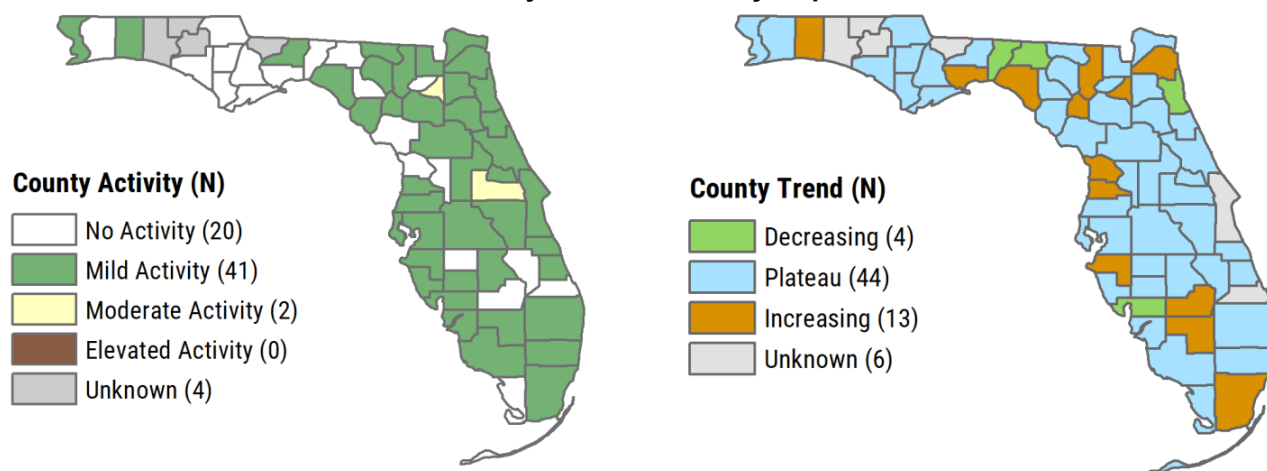 County Activity (N)
No Activity (20)
Mild Activity (41)
Moderate Activity (2)
Elevated Activity (0)
Unknown (4)
County Trend (N)
Decreasing (4)
Plateau (44)
Increasing (13)
Unknown (6)